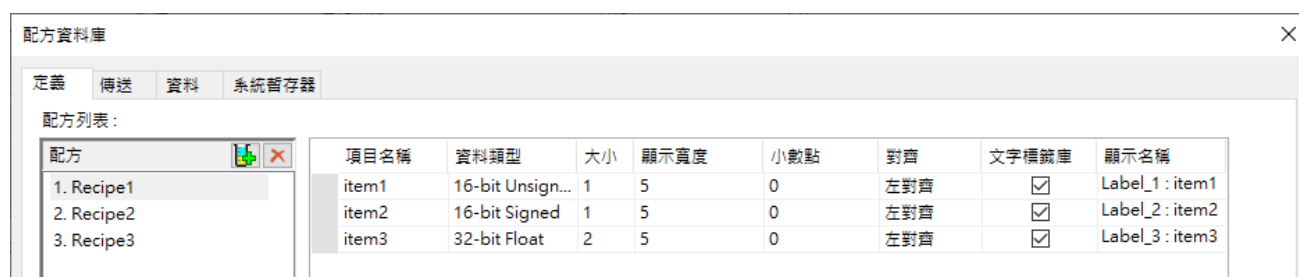 配方資料庫
定義 傳送 資料 系統暫存器
配方列表：
配方
1. Recipe1
2. Recipe2
3. Recipe3
項目名稱 資料類型 大小 顯示寬度 小數點 對齊 文字標籤庫 顯示名稱
item1 16-bit Unsign... 1 5 0 左對齊 Label_1 : item1
item2 16-bit Signed 1 5 0 左對齊 Label_2 : item2
item3 32-bit Float 2 5 0 左對齊 Label_3 : item3